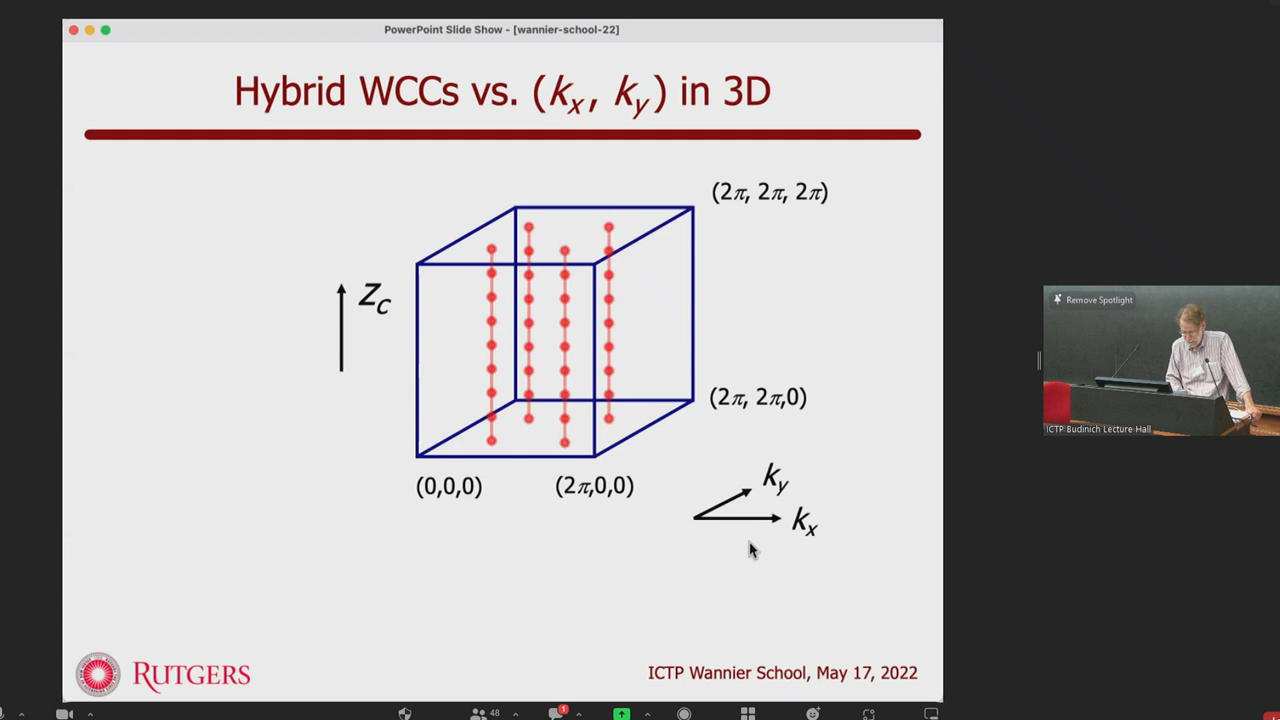 PowerPoint Slide Show - [wannier-school-22]
Hybrid WCCs vs. (kx, ky) in 3D
(2π, 2π, 2π)
zc
(2π, 2π,0)
(0,0,0)
(2π,0,0)
ky
kx
RUTGERS
ICTP Wannier School, May 17, 2022
Remove Spotlight
ICTP Budinich Lecture Hall
48
1